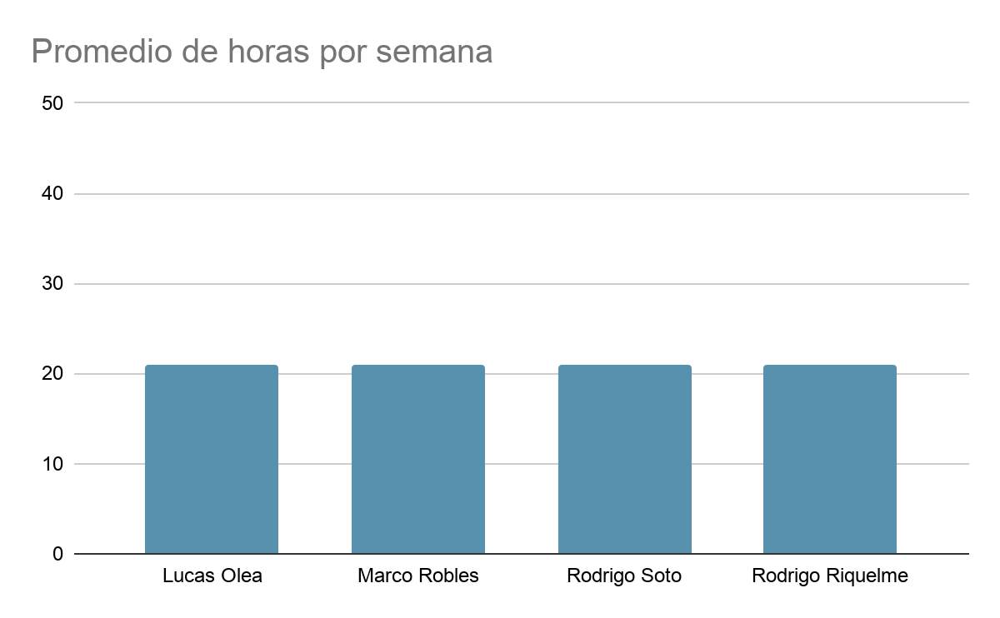 Promedio de horas por semana
50
40
30
20
10
0
Lucas Olea
Marco Robles
Rodrigo Soto
Rodrigo Riquelme